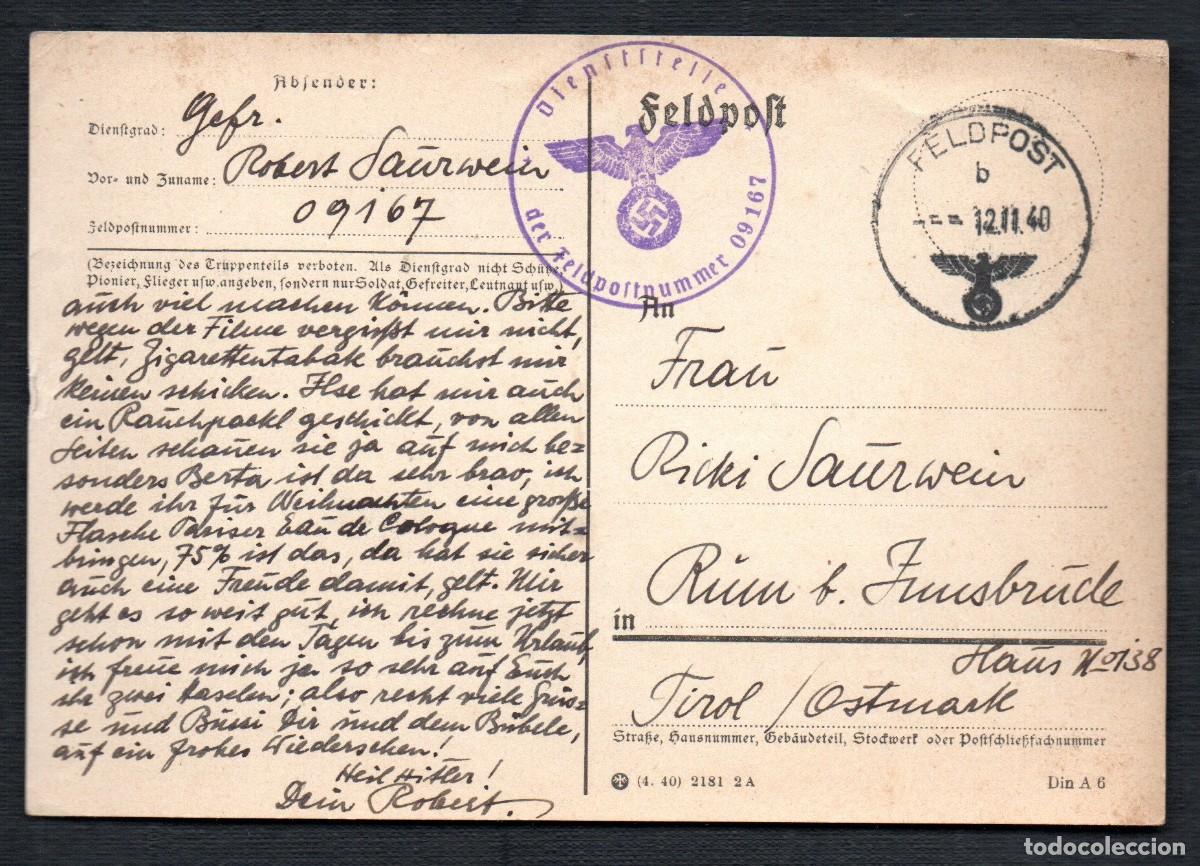 Absender:
Dienstgrad: Gefr.
Vor- und Zuname: Robert Saurwein
Feldpostnummer: 09167
(Bezeichnung des Truppenteils verboten. Als Dienstgrad nicht Schütze,
Pionier, Flieger usw. angeben, sondern nur Soldat, Gefreiter, Leutnant usw.)
auch viel machen können. Bitte
wegen der Filme vergißt mir nicht,
gelt, Zigarettentabak brauchst mir
keinen schicken. Ilse hat mir auch
ein Rauchpackl geschickt, von allen
Seiten schauen sie ja auf mich be-
sonders Berta ist da sehr brav, ich
werde ihr für Weihnachten eine große
Flasche Pariser Eau de Cologne mit-
bringen, 75% ist das, da hat sie sicher
auch eine Freude damit, gelt. Mir
geht es so weit gut, ich rechne jetzt
schon mit den Tagen bis zum Urlaub,
ich freue mich ja so sehr auf Euch
ihr zwei Haselen; also recht viele Grüs-
se und Bussi Dir und dem Bübele,
auf ein frohes Wiedersehen!
Heil Hitler!
Dein Robert.
Dienststelle
der Feldpostnummer 09167
Feldpost
FELDPOST
b
--- 12.11.40
An
Frau
Ricki Saurwein
in Rum b. Innsbruck
Haus No 138
Tirol / Ostmark
Straße, Hausnummer, Gebäudeteil, Stockwerk oder Postschließfachnummer
(4. 40) 2181 2 A
Din A 6
todocoleccion